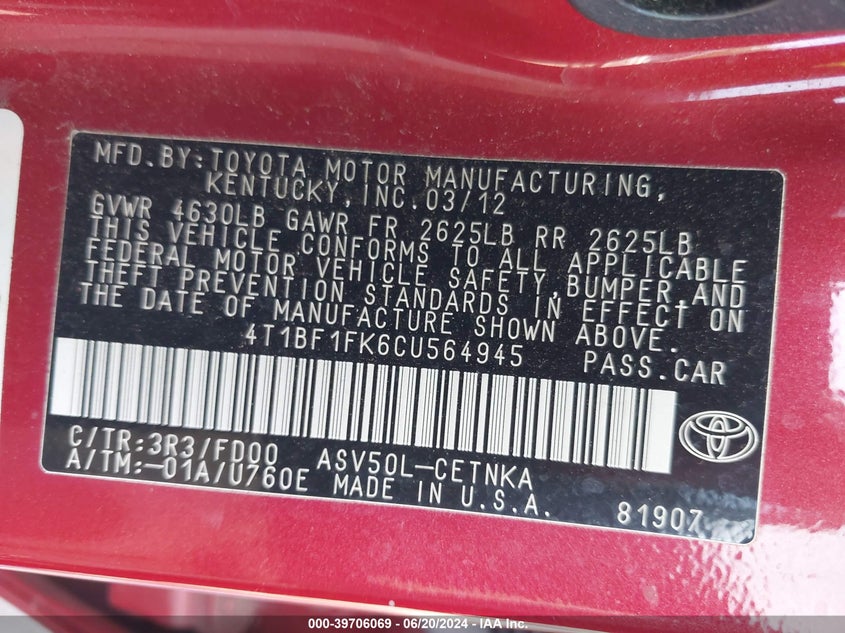 MFD. BY: TOYOTA MOTOR MANUFACTURING,
KENTUCKY, INC. 03/12
GVWR 4630LB GAWR FR 2625LB RR 2625LB
THIS VEHICLE CONFORMS TO ALL APPLICABLE
FEDERAL MOTOR VEHICLE SAFETY, BUMPER, AND
THEFT PREVENTION STANDARDS IN EFFECT ON
THE DATE OF MANUFACTURE SHOWN ABOVE.
4T1BF1FK6CU564945 PASS.CAR
C/TR:3R3/FD00 ASV50L-CETNKA
A/TM:-01A/U760E MADE IN U.S.A.
81907
000-39706069 - 06/20/2024 - IAA Inc.